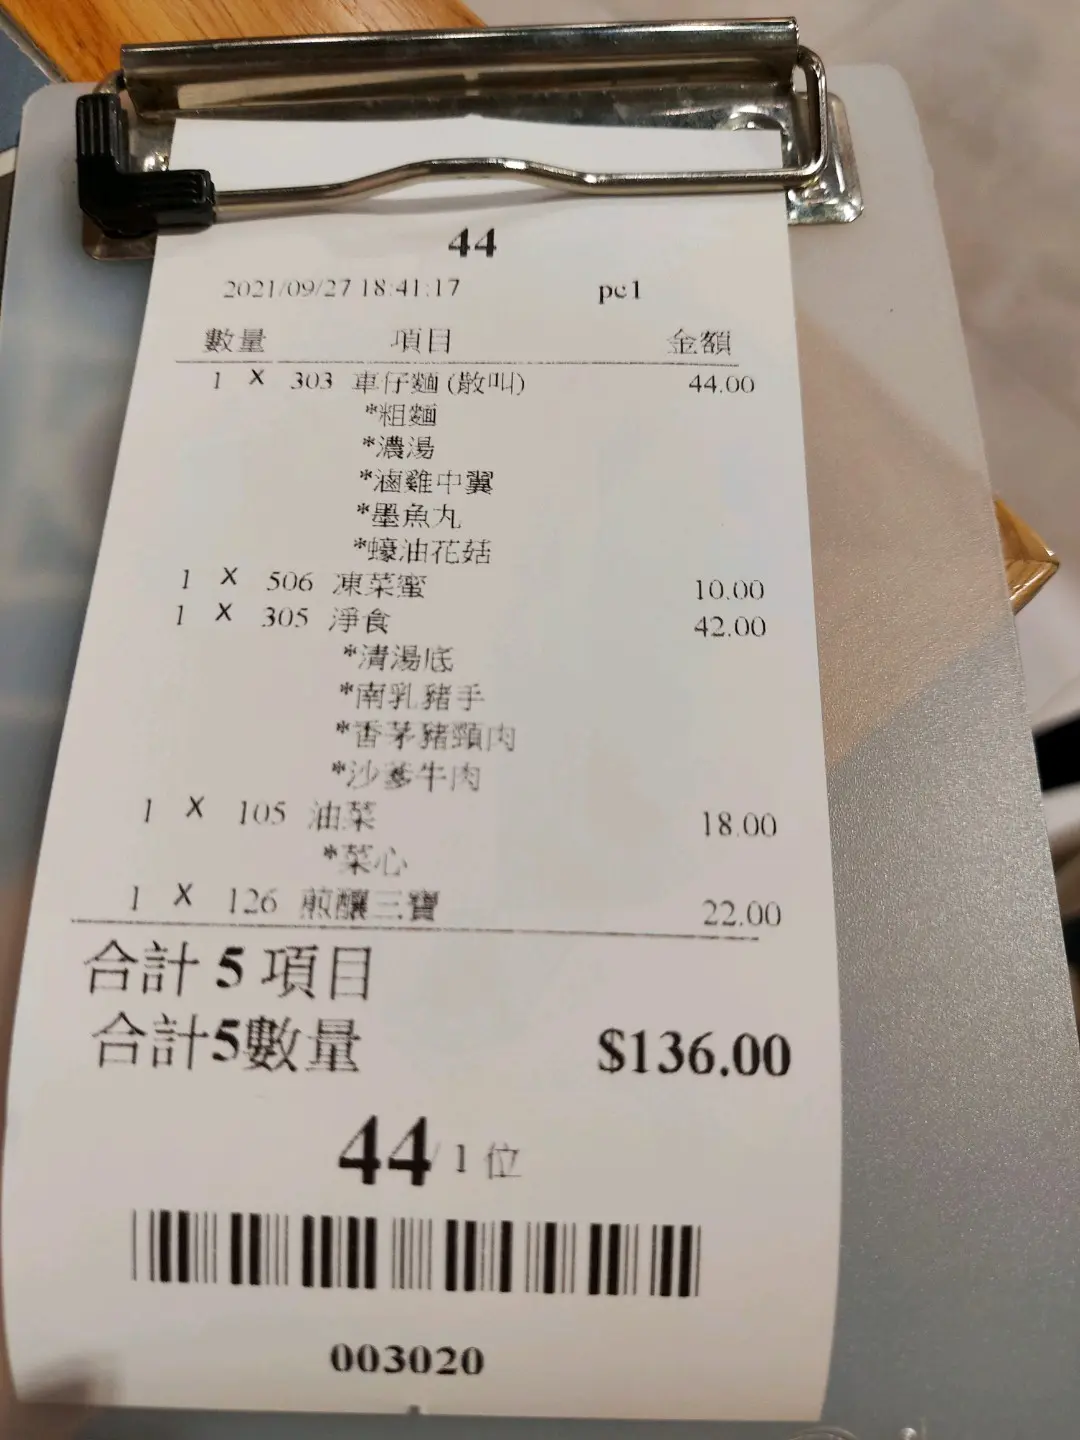 44
2021/09/27 18:41:17 pc1
數量 項目 金額
1 X 303 車仔麵 (散叫) 44.00
*粗麵
*濃湯
*滷雞中翼
*墨魚丸
*蠔油花菇
1 X 506 凍菜蜜 10.00
1 X 305 淨食 42.00
*清湯底
*南乳豬手
*香茅豬頸肉
*沙爹牛肉
1 X 105 油菜 18.00
*菜心
1 X 126 煎釀三寶 22.00
合計 5 項目
合計5數量 $136.00
44/1 位
003020